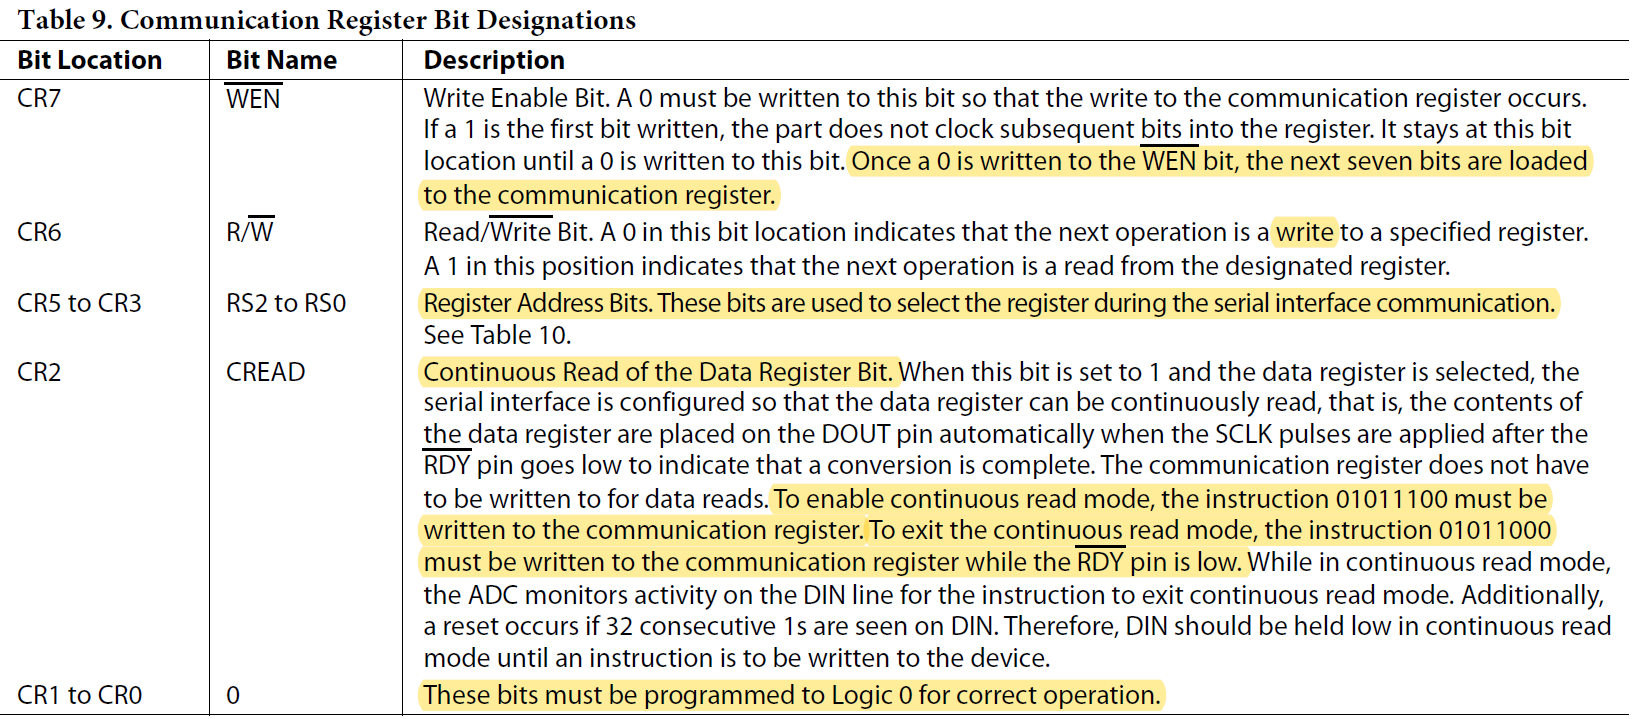 Table 9. Communication Register Bit Designations
Bit Location Bit Name Description
CR7 WEN Write Enable Bit. A 0 must be written to this bit so that the write to the communication register occurs.
If a 1 is the first bit written, the part does not clock subsequent bits into the register. It stays at this bit
location until a 0 is written to this bit. Once a 0 is written to the WEN bit, the next seven bits are loaded
to the communication register.
CR6 R/W Read/Write Bit. A 0 in this bit location indicates that the next operation is a write to a specified register.
A 1 in this position indicates that the next operation is a read from the designated register.
CR5 to CR3 RS2 to RS0 Register Address Bits. These bits are used to select the register during the serial interface communication.
See Table 10.
CR2 CREAD Continuous Read of the Data Register Bit. When this bit is set to 1 and the data register is selected, the
serial interface is configured so that the data register can be continuously read, that is, the contents of
the data register are placed on the DOUT pin automatically when the SCLK pulses are applied after the
RDY pin goes low to indicate that a conversion is complete. The communication register does not have
to be written to for data reads. To enable continuous read mode, the instruction 01011100 must be
written to the communication register. To exit the continuous read mode, the instruction 01011000
must be written to the communication register while the RDY pin is low. While in continuous read mode,
the ADC monitors activity on the DIN line for the instruction to exit continuous read mode. Additionally,
a reset occurs if 32 consecutive 1s are seen on DIN. Therefore, DIN should be held low in continuous read
mode until an instruction is to be written to the device.
CR1 to CR0 0 These bits must be programmed to Logic 0 for correct operation.